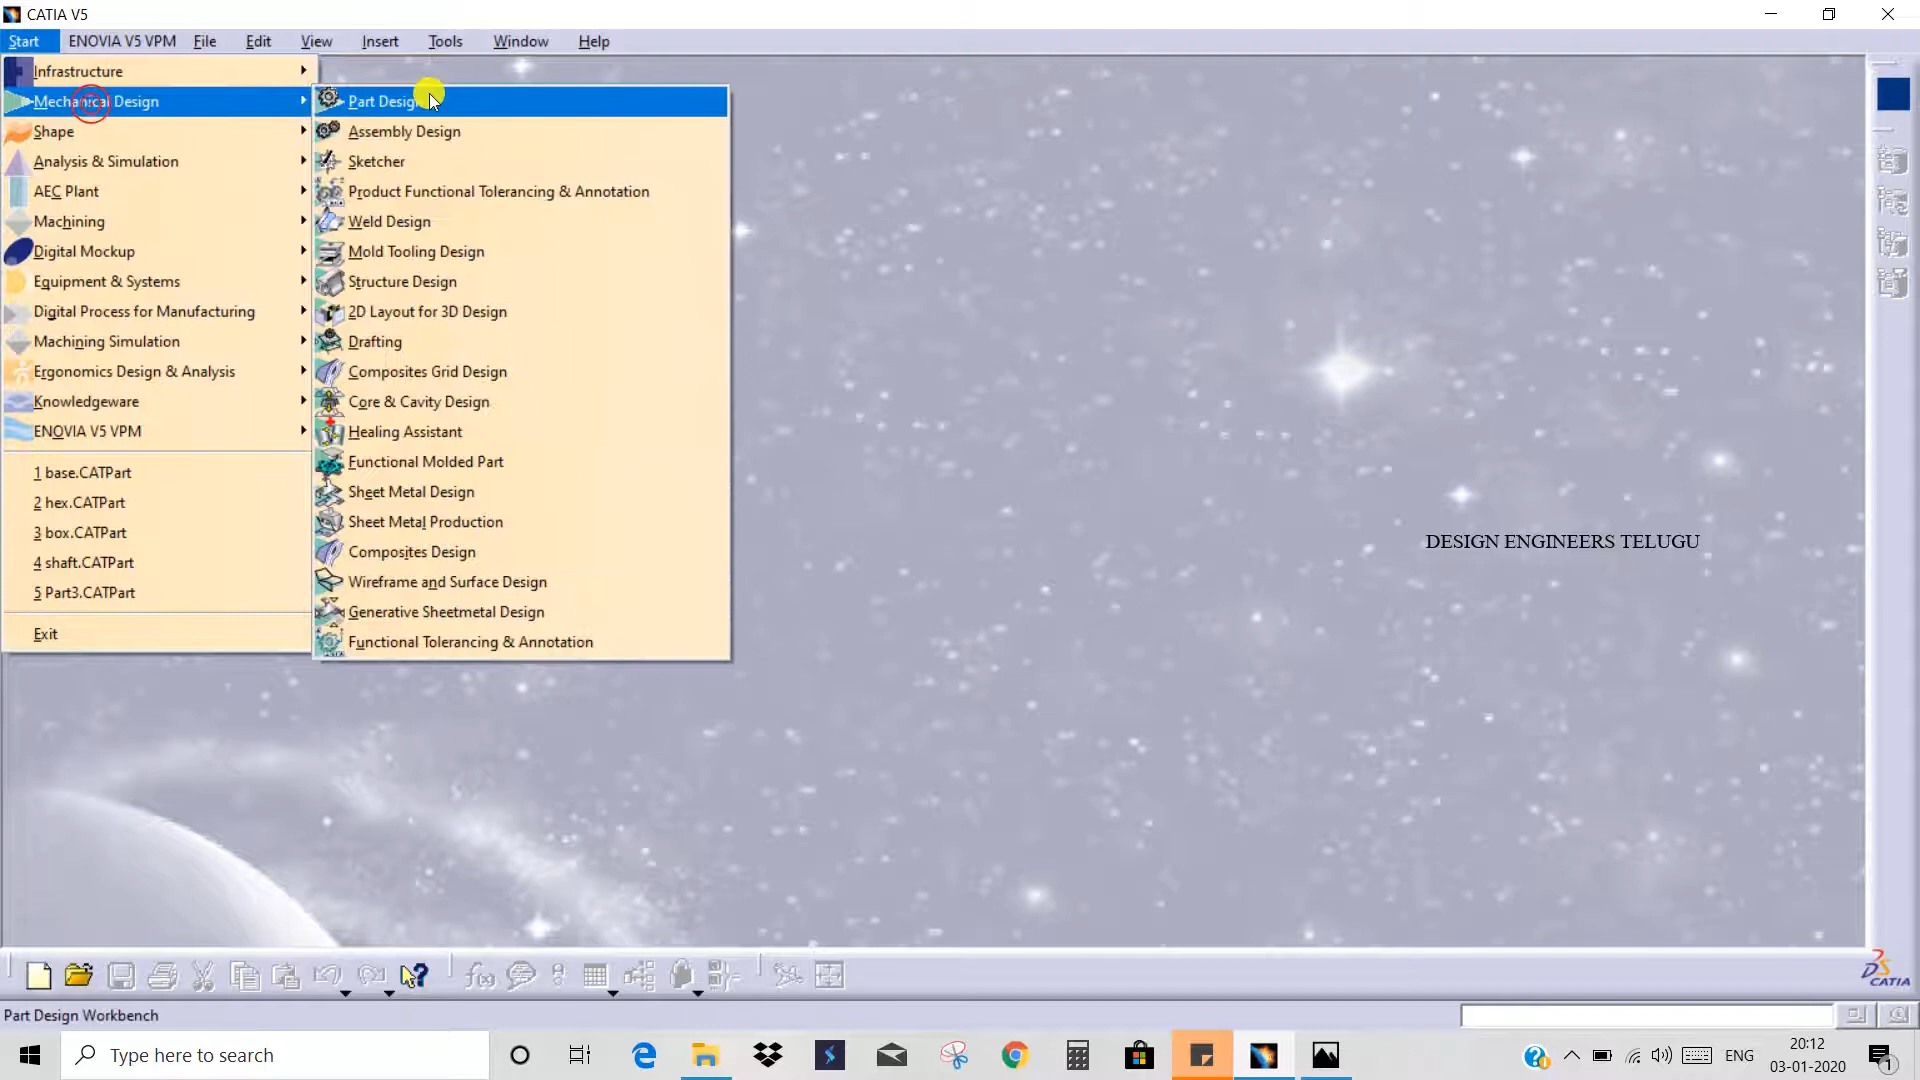 CATIA V5
Start ENOVIA V5 VPM File Edit View Insert Tools Window Help
Infrastructure
Mechanical Design
Shape
Analysis & Simulation
AEC Plant
Machining
Digital Mockup
Equipment & Systems
Digital Process for Manufacturing
Machining Simulation
Ergonomics Design & Analysis
Knowledgeware
ENOVIA V5 VPM
1 base.CATPart
2 hex.CATPart
3 box.CATPart
4 shaft.CATPart
5 Part3.CATPart
Exit
Part Design
Assembly Design
Sketcher
Product Functional Tolerancing & Annotation
Weld Design
Mold Tooling Design
Structure Design
2D Layout for 3D Design
Drafting
Composites Grid Design
Core & Cavity Design
Healing Assistant
Functional Molded Part
Sheet Metal Design
Sheet Metal Production
Composites Design
Wireframe and Surface Design
Generative Sheetmetal Design
Functional Tolerancing & Annotation
DESIGN ENGINEERS TELUGU
CATIA
Part Design Workbench
Type here to search
ENG
20:12
03-01-2020
1